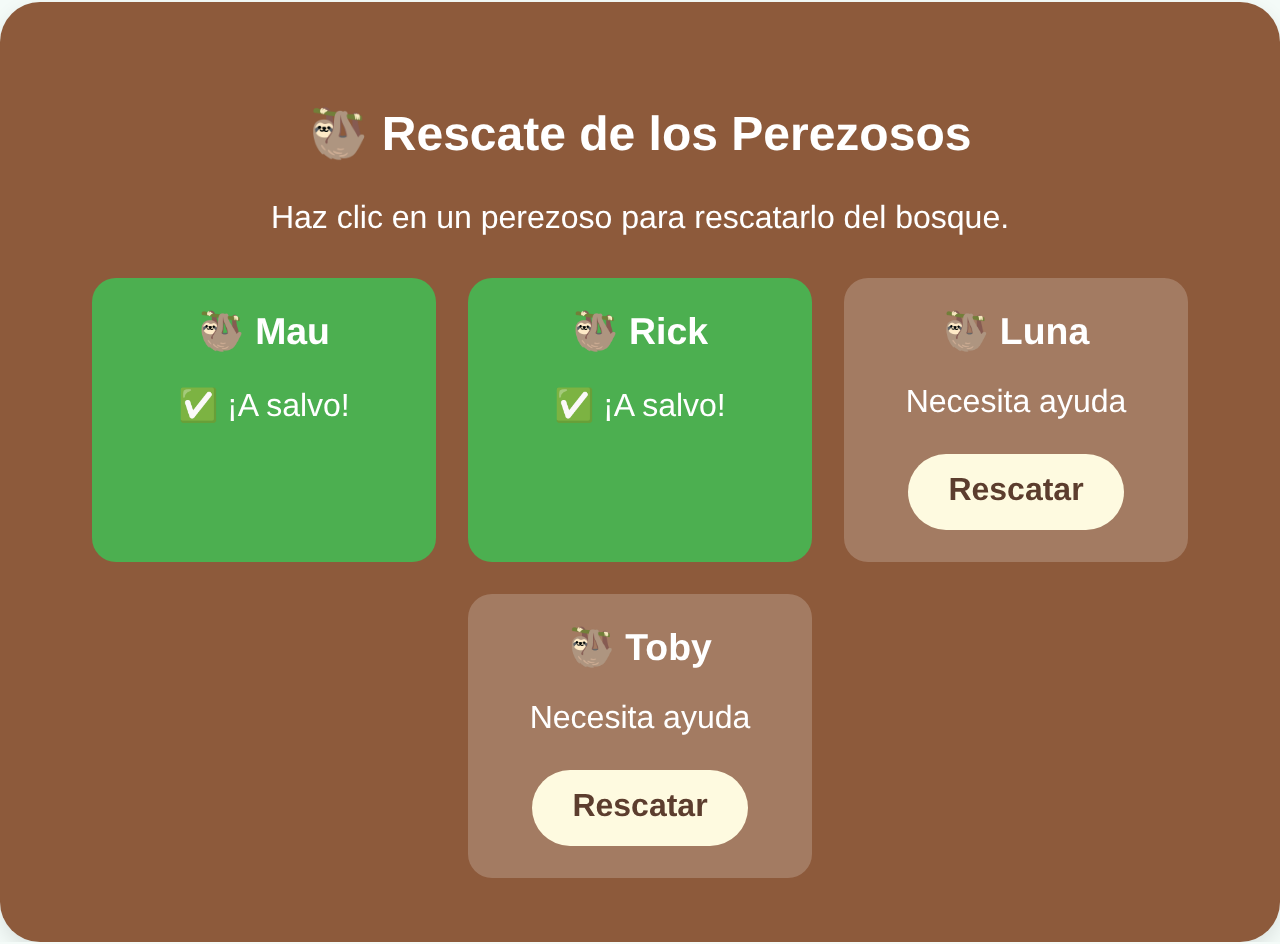 🦥 Rescate de los Perezosos
Haz clic en un perezoso para rescatarlo del bosque.
🦥 Mau
✅ ¡A salvo!
🦥 Rick
✅ ¡A salvo!
🦥 Luna
Necesita ayuda
Rescatar
🦥 Toby
Necesita ayuda
Rescatar